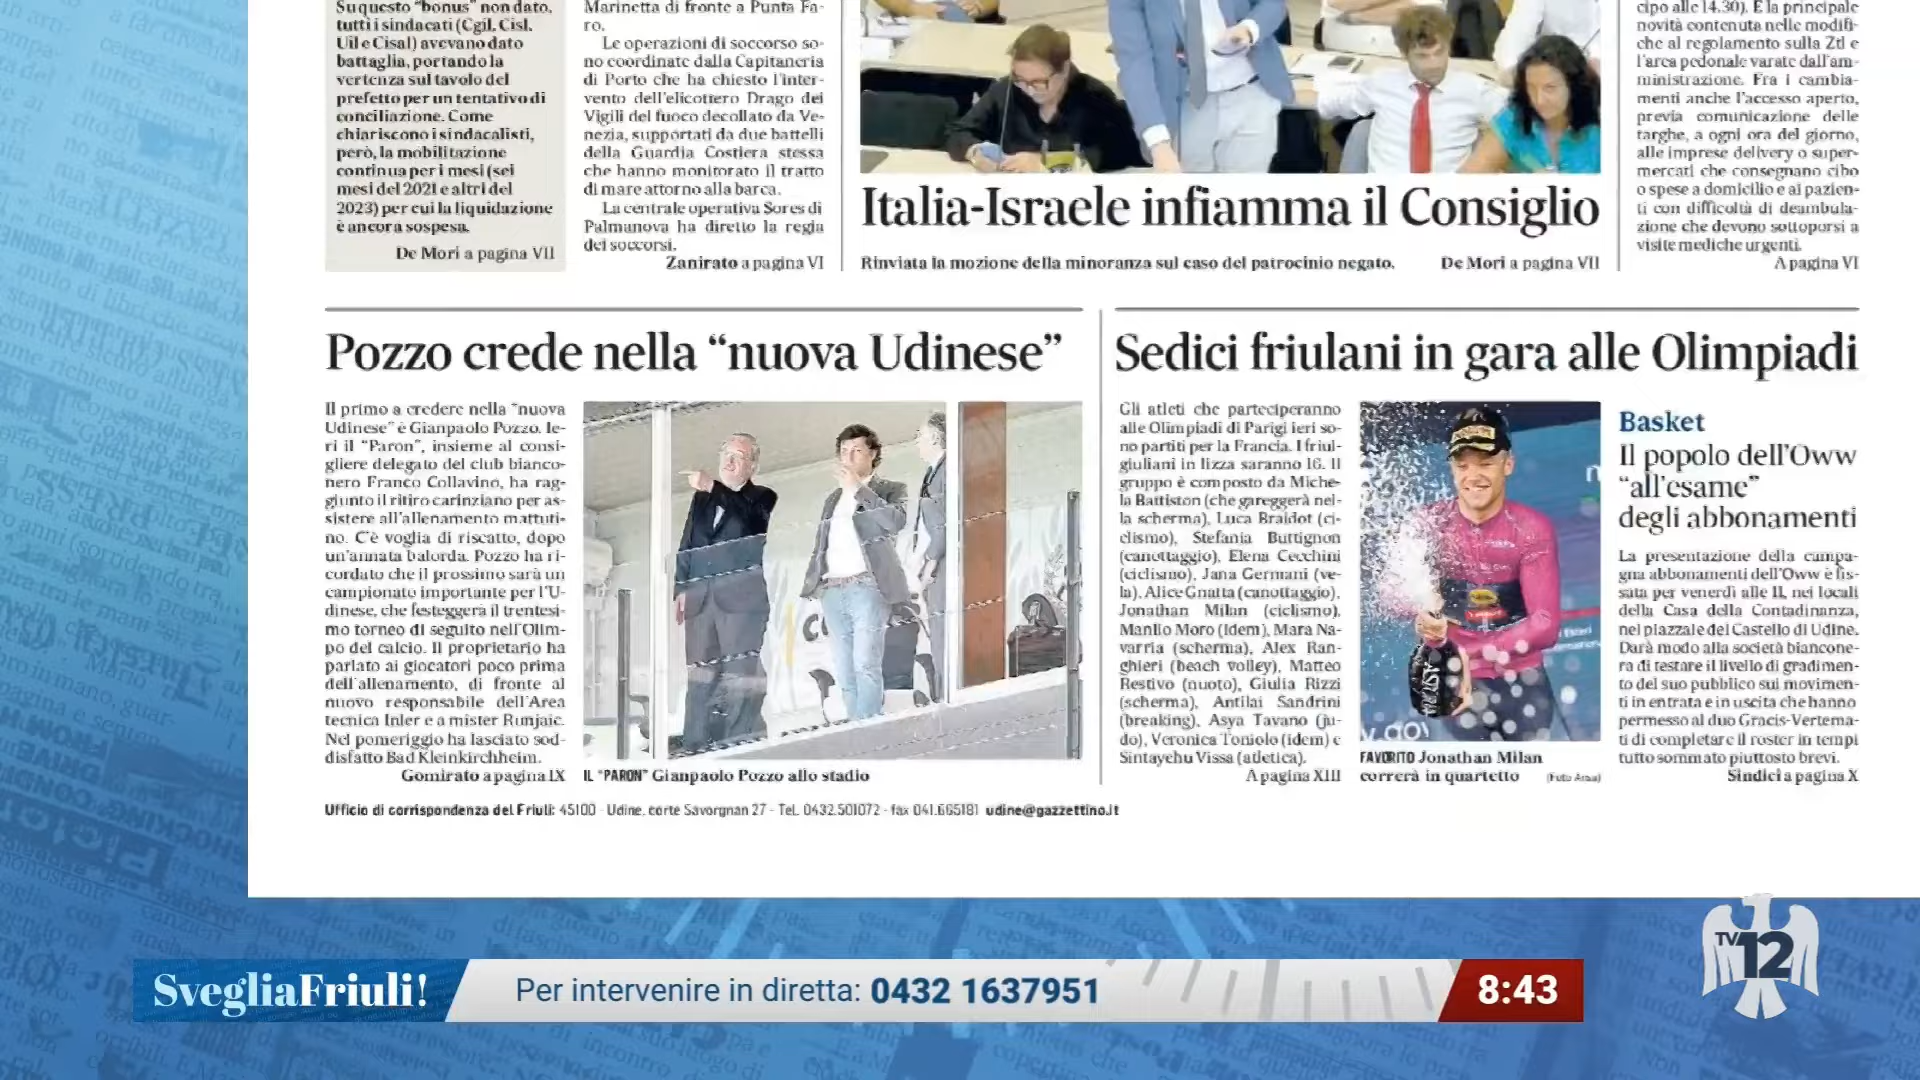 Su questo "bonus" non dato,
tutti i sindacati (Cgil, Cisl,
Uil e Cisal) avevano dato
battaglia, portando la
vertenza sul tavolo del
prefetto per un tentativo di
conciliazione. Come
chiariscono i sindacalisti,
però, la mobilitazione
continua per i mesi (sei
mesi del 2021 e altri del
2023) per cui la liquidazione
è ancora sospesa.
De Mori a pagina VII
Marinetta di fronte a Punta Fa-
ro.
Le operazioni di soccorso so-
no coordinate dalla Capitaneria
di Porto che ha chiesto l'inter-
vento dell'elicottero Drago dei
Vigili del fuoco decollato da Ve-
nezia, supportati da due battelli
della Guardia Costiera stessa
che hanno monitorato il tratto
di mare attorno alla barca.
La centrale operativa Sores di
Palmanova ha diretto la regia
dei soccorsi.
Zanirato a pagina VI
Italia-Israele infiamma il Consiglio
Rinviata la mozione della minoranza sul caso del patrocinio negato.
De Mori a pagina VII
cipo alle 14.30). È la principale
novità contenuta nelle modifi-
che al regolamento sulla Ztl e
l'area pedonale varate dall'am-
ministrazione. Fra i cambia-
menti anche l'accesso aperto,
previa comunicazione delle
targhe, a ogni ora del giorno,
alle imprese delivery o super-
mercati che consegnano cibo
o spese a domicilio e ai pazien-
ti con difficoltà di deambula-
zione che devono sottoporsi a
visite mediche urgenti.
A pagina VI
Pozzo crede nella "nuova Udinese"
Il primo a credere nella "nuova
Udinese" è Gianpaolo Pozzo. Ie-
ri il "Paron", insieme al consi-
gliere delegato del club bianco-
nero Franco Collavino, ha rag-
giunto il ritiro carinziano per as-
sistere all'allenamento mattuti-
no. C'è voglia di riscatto, dopo
un'annata balorda. Pozzo ha ri-
cordato che il prossimo sarà un
campionato importante per l'U-
dinese, che festeggerà il trentesi-
mo torneo di seguito nell'Olim-
po del calcio. Il proprietario ha
parlato ai giocatori poco prima
dell'allenamento, di fronte al
nuovo responsabile dell'Area
tecnica Inler e a mister Runjaic.
Nel pomeriggio ha lasciato sod-
disfatto Bad Kleinkirchheim.
Gomirato a pagina IX
IL "PARON" Gianpaolo Pozzo allo stadio
Sedici friulani in gara alle Olimpiadi
Gli atleti che parteciperanno
alle Olimpiadi di Parigi ieri so-
no partiti per la Francia. I friul-
giuliani in lizza saranno 16. Il
gruppo è composto da Miche-
la Battiston (che gareggerà nel-
la scherma), Luca Braidot (ci-
clismo), Stefania Buttignon
(canottaggio), Elena Cecchini
(ciclismo), Jana Germani (ve-
la), Alice Gnatta (canottaggio),
Jonathan Milan (ciclismo),
Manlio Moro (idem), Mara Na-
varria (scherma), Alex Ran-
ghieri (beach volley), Matteo
Restivo (nuoto), Giulia Rizzi
(scherma), Antilai Sandrini
(breaking), Asya Tavano (ju-
do), Veronica Toniolo (idem) e
Sintayehu Vissa (atletica).
A pagina XIII
FAVORITO Jonathan Milan
correrà in quartetto
(Foto Ansa)
Basket
Il popolo dell'Oww
"all'esame"
degli abbonamenti
La presentazione della campa-
gna abbonamenti dell'Oww è fis-
sata per venerdì alle 11, nei locali
della Casa della Contadinanza,
nel piazzale del Castello di Udine.
Darà modo alla società biancone-
ra di testare il livello di gradimen-
to del suo pubblico sui movimen-
ti in entrata e in uscita che hanno
permesso al duo Gracis-Vertema-
ti di completare il roster in tempi
tutto sommato piuttosto brevi.
Sindici a pagina X
Ufficio di corrispondenza del Friuli: 45100 - Udine, corte Savorgnan 27 - Tel. 0432.501072 - fax 041.665181 udine@gazzettino.it
SvegliaFriuli!
Per intervenire in diretta: 0432 1637951
8:43
TV12